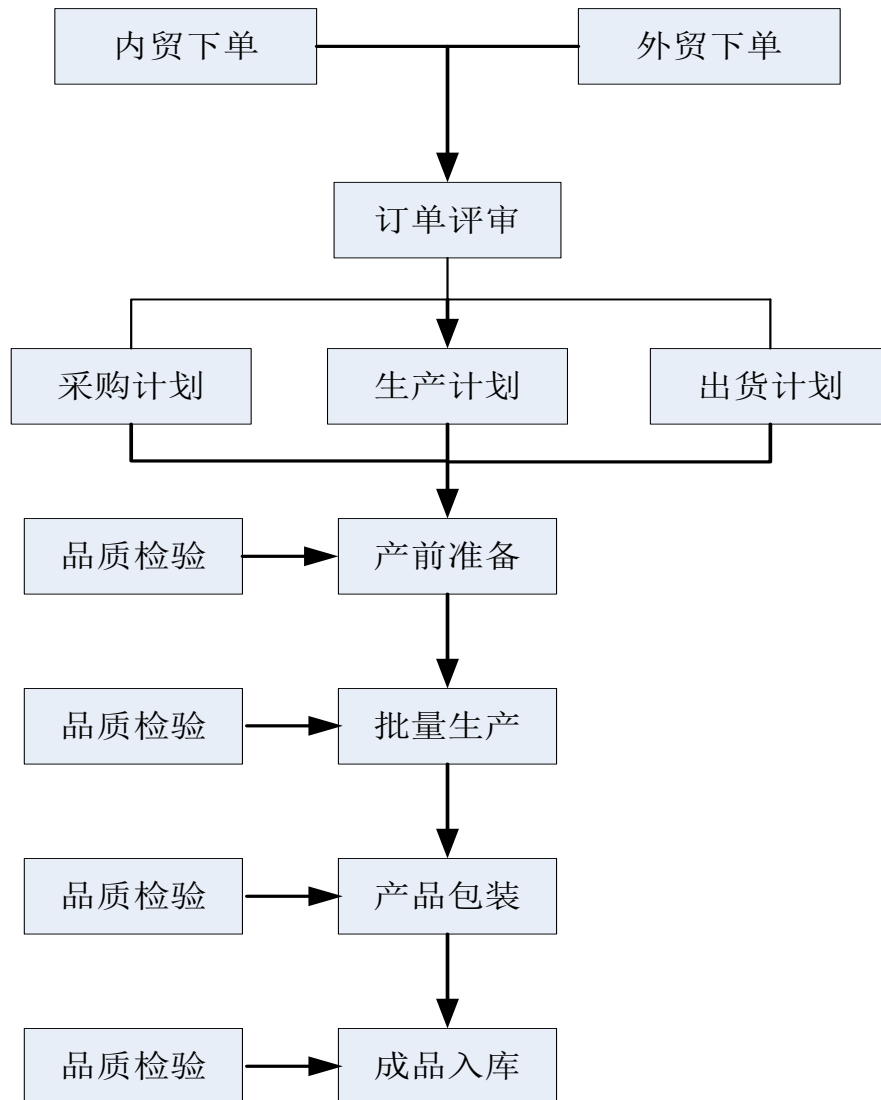 内贸下单
外贸下单
订单评审
采购计划
生产计划
出货计划
品质检验
产前准备
品质检验
批量生产
品质检验
产品包装
品质检验
成品入库